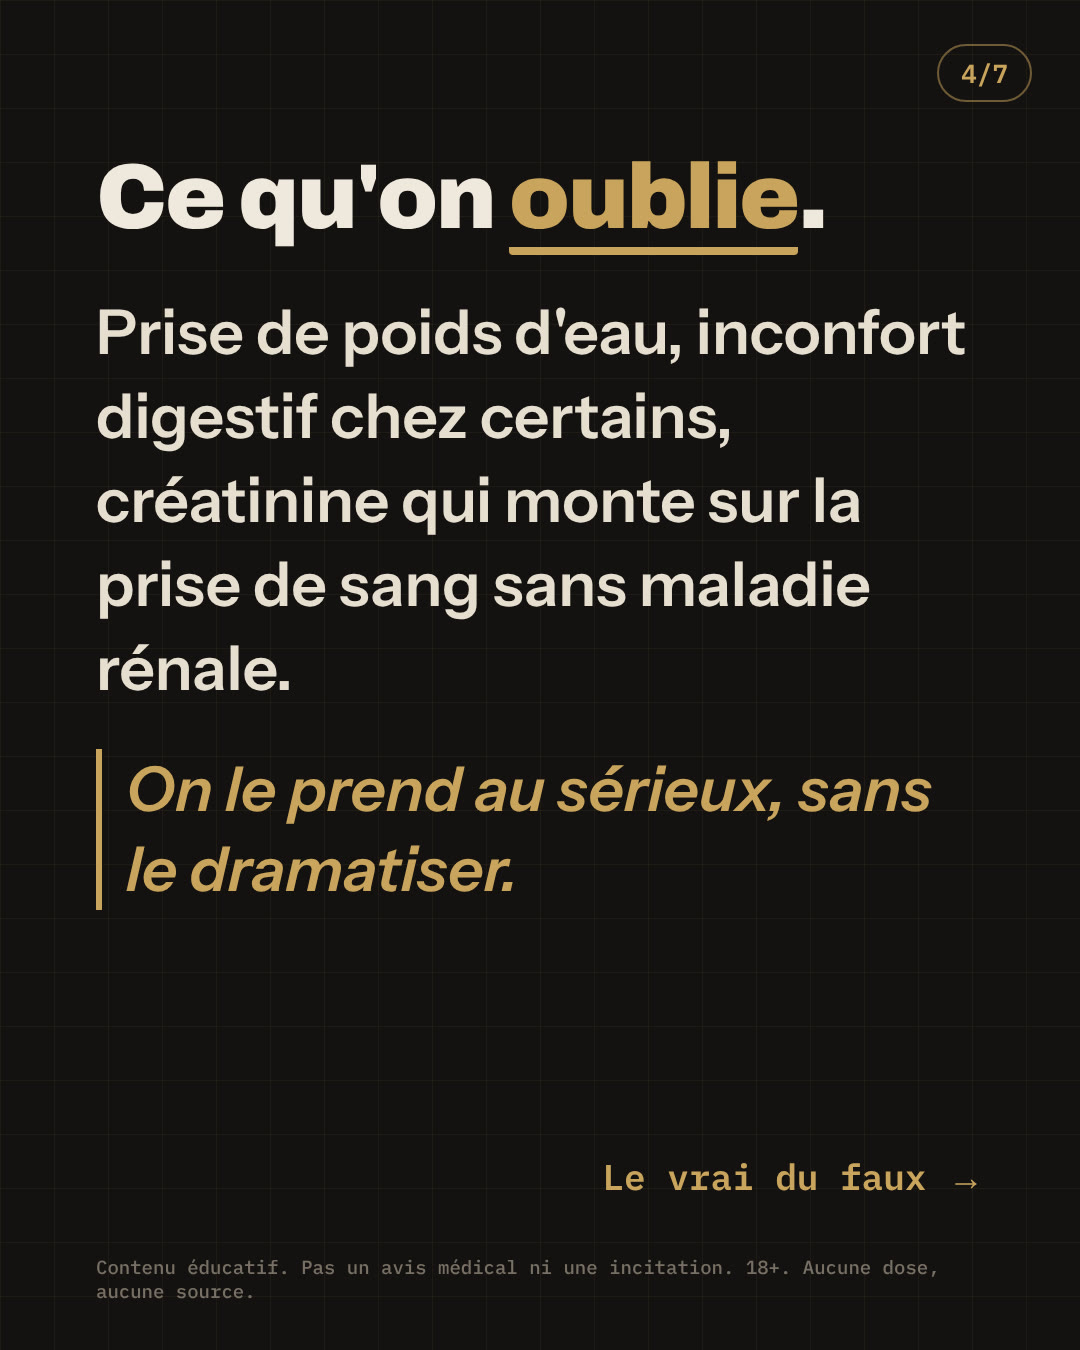 4/7
Ce qu'on oublie.
Prise de poids d'eau, inconfort
digestif chez certains,
créatinine qui monte sur la
prise de sang sans maladie
rénale.
On le prend au sérieux, sans
le dramatiser.
Le vrai du faux →
Contenu éducatif. Pas un avis médical ni une incitation. 18+. Aucune dose,
aucune source.